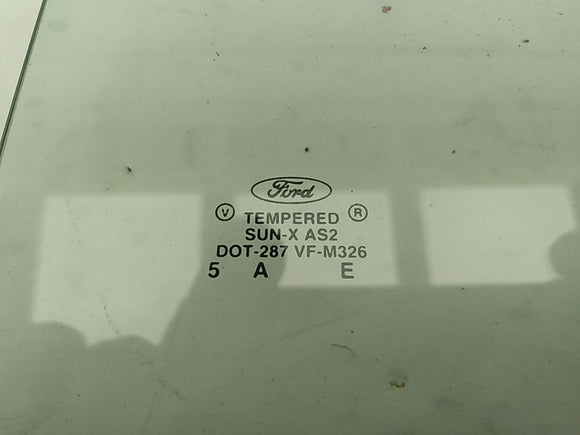 Ford
V TEMPERED R
SUN-X AS2
DOT-287 VF-M326
5 A E